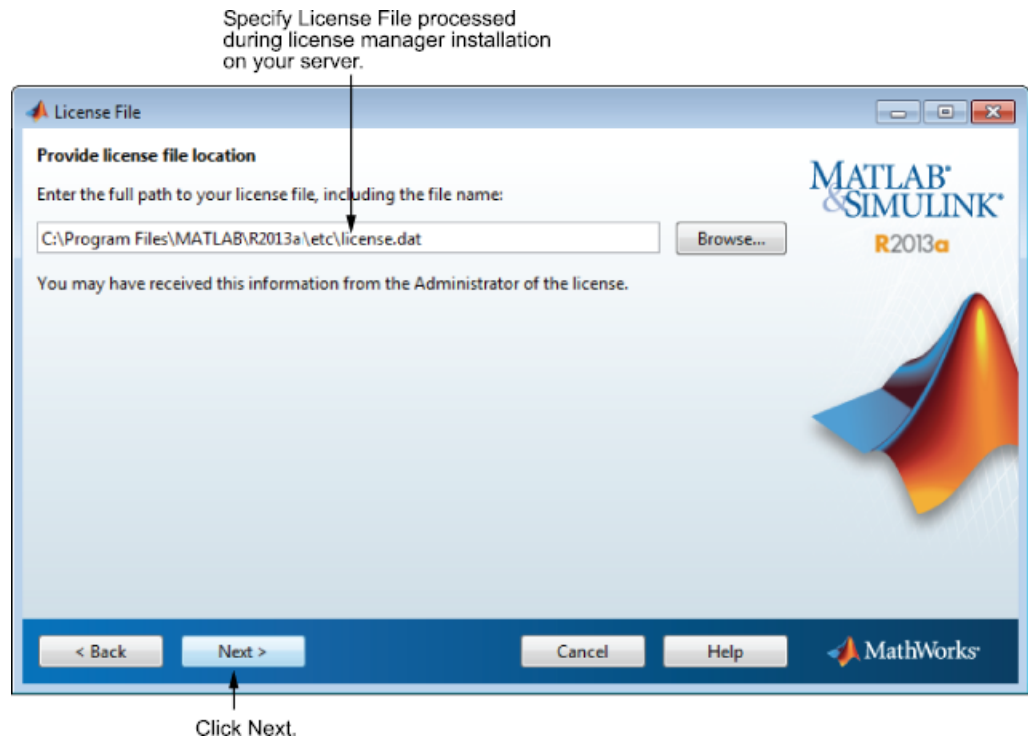 Specify License File processed
during license manager installation
on your server.
License File
Provide license file location
Enter the full path to your license file, including the file name:
C:\Program Files\MATLAB\R2013a\etc\license.dat
Browse...
You may have received this information from the Administrator of the license.
MATLAB®
&SIMULINK®
R2013a
< Back
Next >
Cancel
Help
MathWorks®
Click Next.